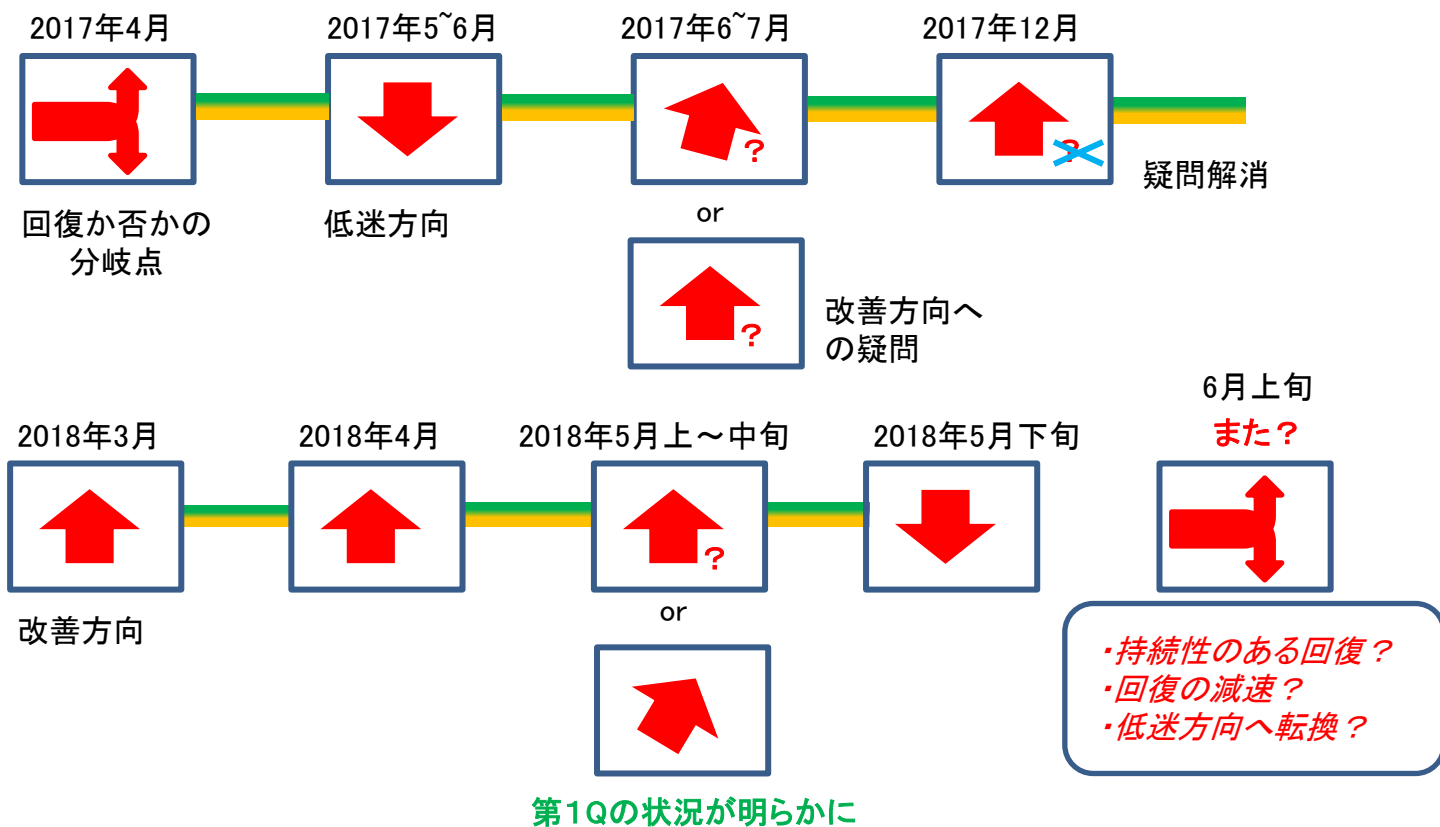 2017年4月
2017年5~6月
2017年6~7月
2017年12月
?
?
疑問解消
回復か否かの
分岐点
低迷方向
or
?
改善方向へ
の疑問
6月上旬
また?
2018年3月
2018年4月
2018年5月上～中旬
2018年5月下旬
?
改善方向
or
・持続性のある回復?
・回復の減速?
・低迷方向へ転換?
第1Qの状況が明らかに